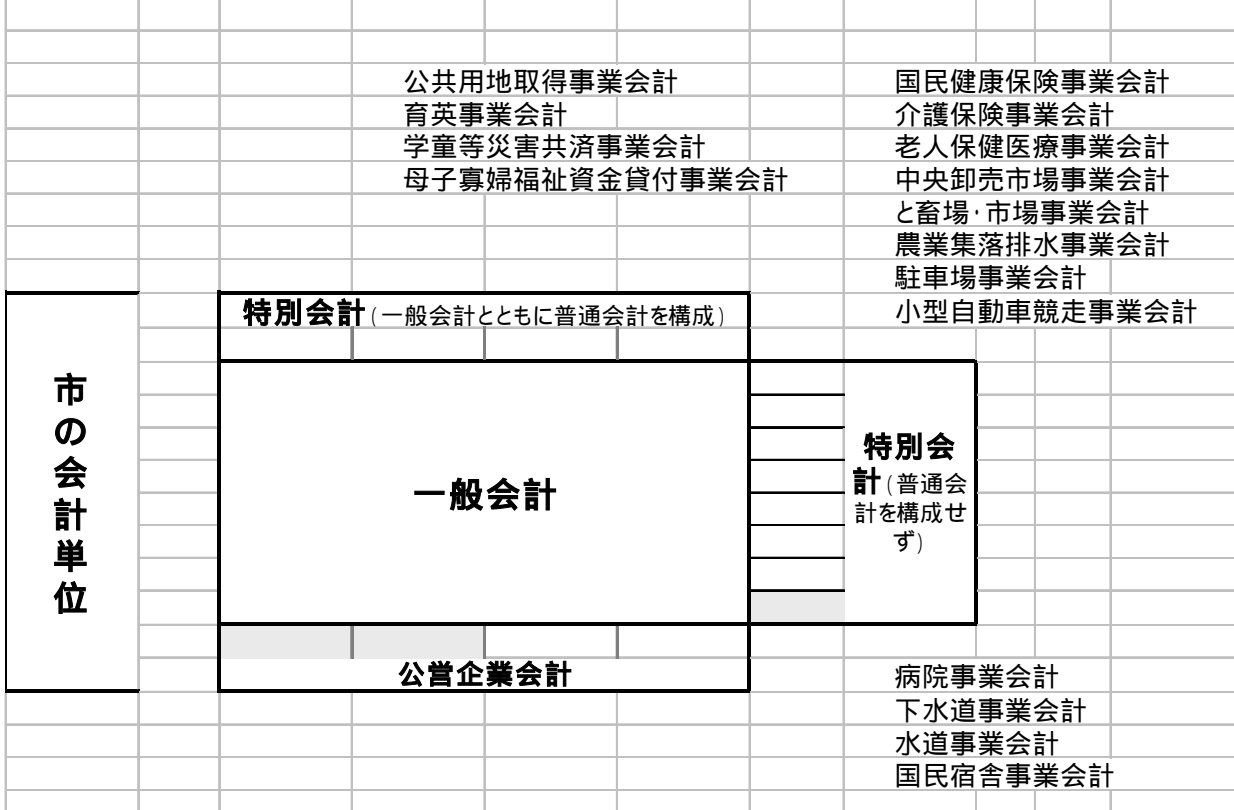 公共用地取得事業会計
育英事業会計
学童等災害共済事業会計
母子寡婦福祉資金貸付事業会計
国民健康保険事業会計
介護保険事業会計
老人保健医療事業会計
中央卸売市場事業会計
と畜場･市場事業会計
農業集落排水事業会計
駐車場事業会計
小型自動車競走事業会計
市の会計単位
特別会計(一般会計とともに普通会計を構成)
一般会計
特別会
計(普通会
計を構成せ
ず)
公営企業会計
病院事業会計
下水道事業会計
水道事業会計
国民宿舎事業会計